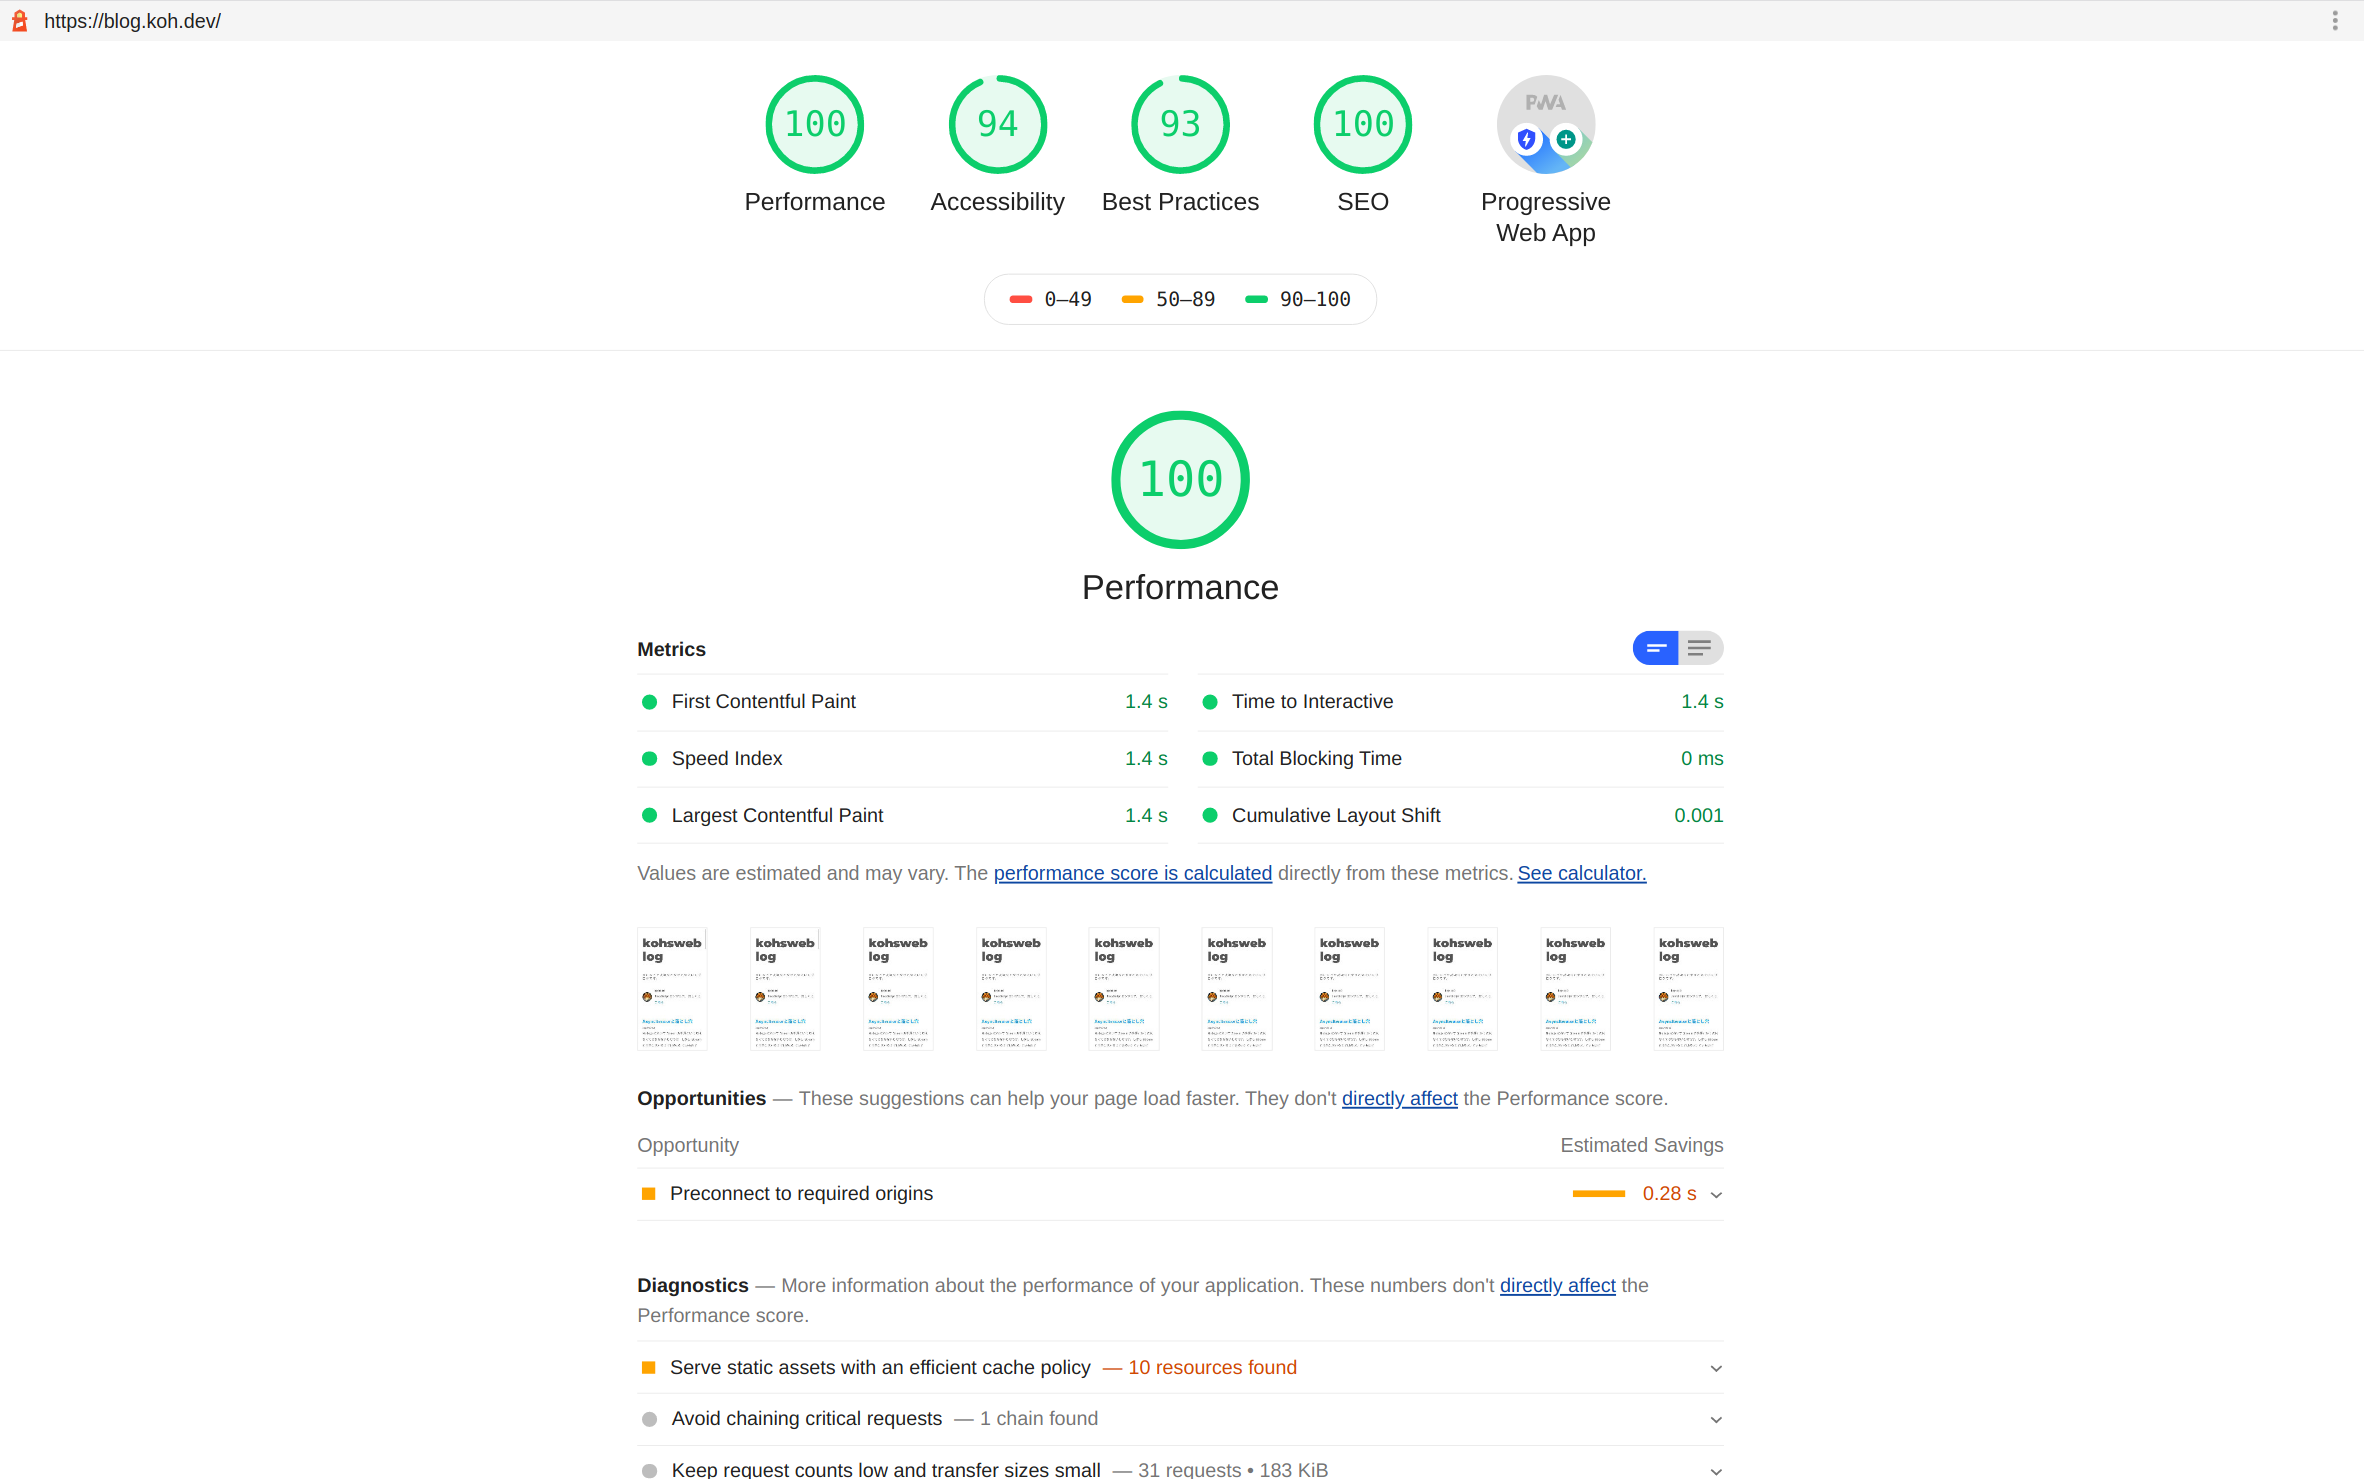 https://blog.koh.dev/
100
94
93
100
PWA
Performance
Accessibility
Best Practices
SEO
Progressive
Web App
0–49
50–89
90–100
100
Performance
Metrics
First Contentful Paint 1.4 s
Time to Interactive 1.4 s
Speed Index 1.4 s
Total Blocking Time 0 ms
Largest Contentful Paint 1.4 s
Cumulative Layout Shift 0.001
Values are estimated and may vary. The performance score is calculated directly from these metrics. See calculator.
kohsweb kohsweb kohsweb kohsweb kohsweb kohsweb kohsweb kohsweb kohsweb kohsweb
log log log log log log log log log log
Opportunities — These suggestions can help your page load faster. They don't directly affect the Performance score.
Opportunity Estimated Savings
Preconnect to required origins 0.28 s
Diagnostics — More information about the performance of your application. These numbers don't directly affect the
Performance score.
Serve static assets with an efficient cache policy — 10 resources found
Avoid chaining critical requests — 1 chain found
Keep request counts low and transfer sizes small — 31 requests • 183 KiB